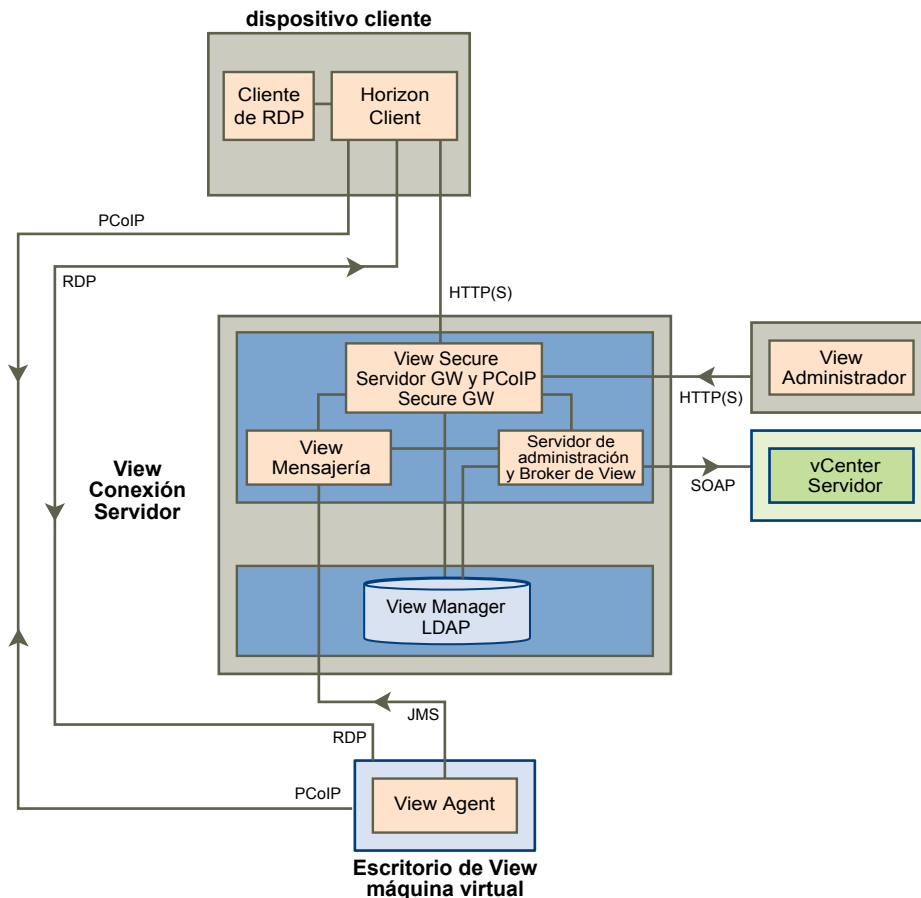 dispositivo cliente
Cliente
de RDP
Horizon
Client
PCoIP
RDP
HTTP(S)
View Secure
Servidor GW y PCoIP
Secure GW
View
Administrador
HTTP(S)
View
Mensajería
Servidor de
administración
y Broker de View
SOAP
vCenter
Servidor
View
Conexión
Servidor
View Manager
LDAP
JMS
RDP
PCoIP
View Agent
Escritorio de View
máquina virtual